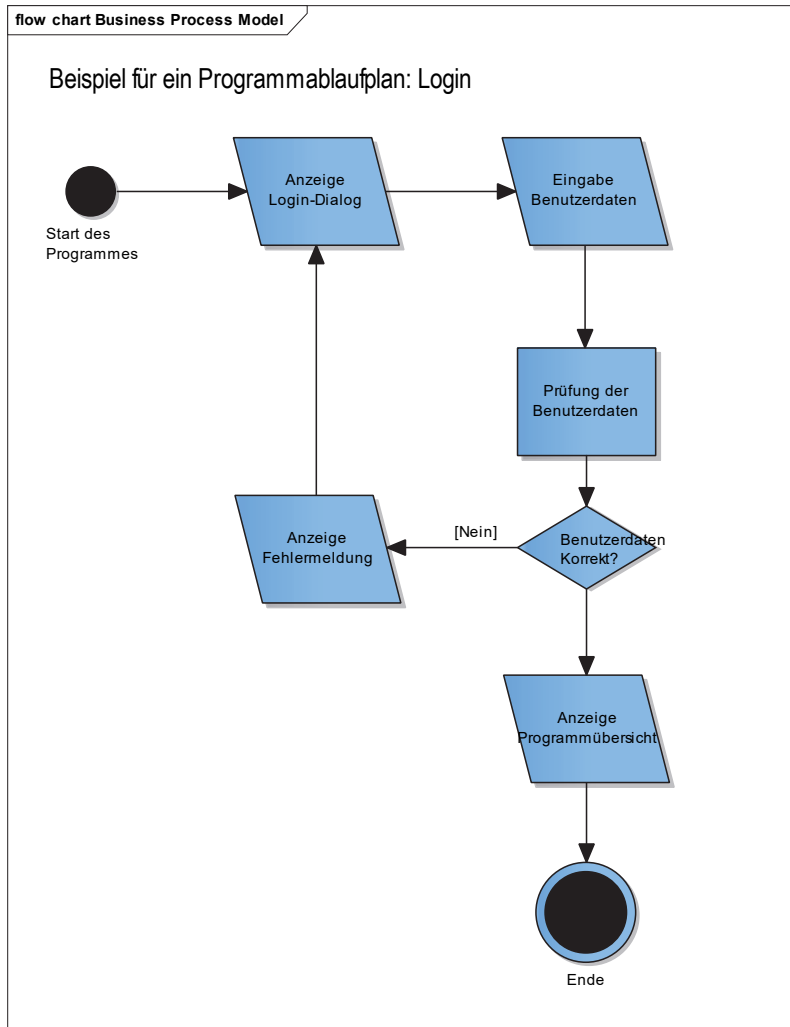 flow chart Business Process Model
Beispiel für ein Programmablaufplan: Login
Anzeige
Login-Dialog
Eingabe
Benutzerdaten
Start des
Programmes
Prüfung der
Benutzerdaten
Anzeige
Fehlermeldung
[Nein]
Benutzerdaten
Korrekt?
Anzeige
Programmübersicht
Ende